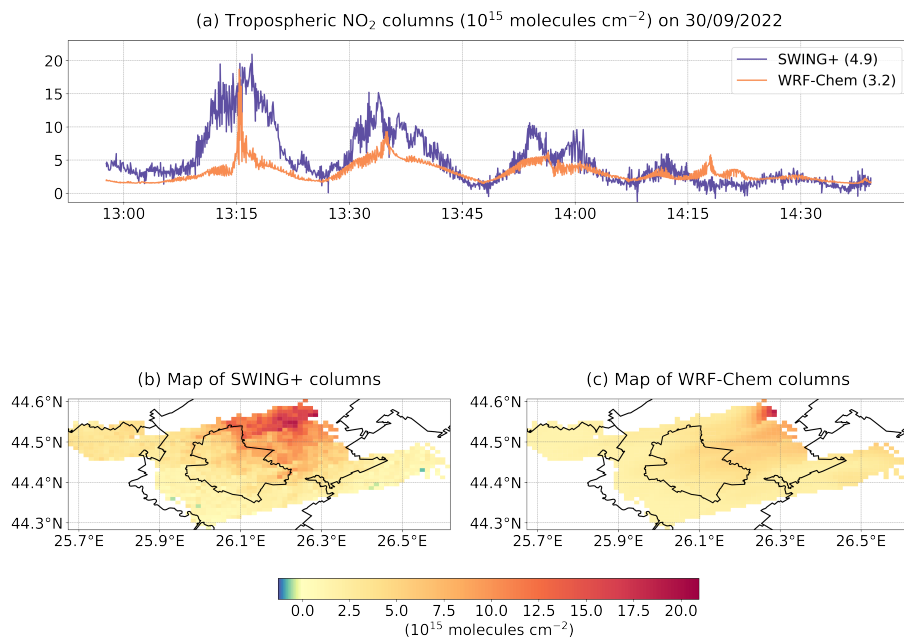 (a) Tropospheric NO₂ columns (10¹⁵ molecules cm⁻²) on 30/09/2022
20
15
10
5
0
SWING+ (4.9)
WRF-Chem (3.2)
13:00 13:15 13:30 13:45 14:00 14:15 14:30
(b) Map of SWING+ columns
(c) Map of WRF-Chem columns
44.6°N
44.5°N
44.4°N
44.3°N
25.7°E 25.9°E 26.1°E 26.3°E 26.5°E
44.6°N
44.5°N
44.4°N
44.3°N
25.7°E 25.9°E 26.1°E 26.3°E 26.5°E
0.0 2.5 5.0 7.5 10.0 12.5 15.0 17.5 20.0
(10¹⁵ molecules cm⁻²)